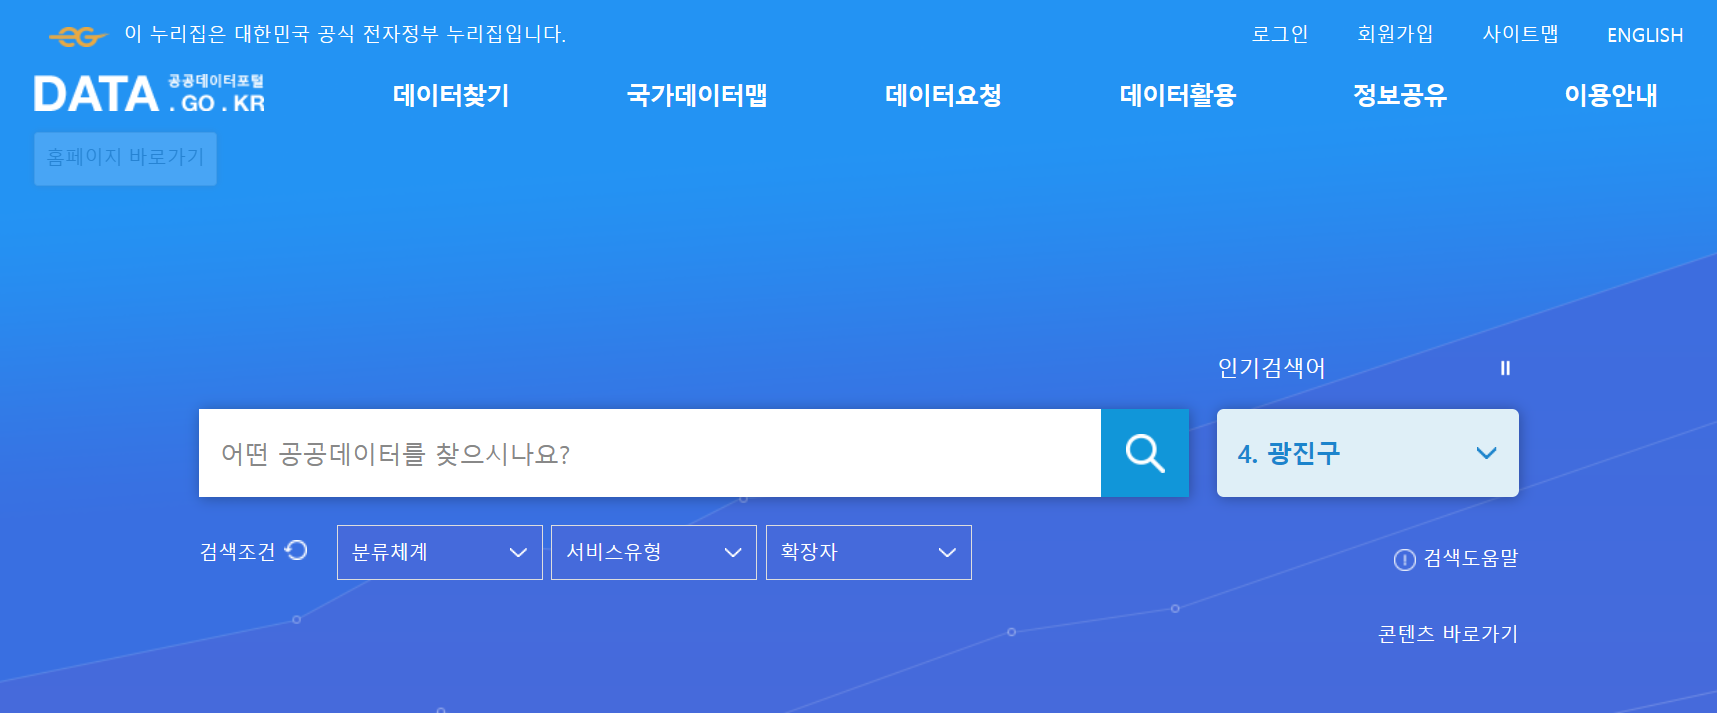 이 누리집은 대한민국 공식 전자정부 누리집입니다.
로그인 회원가입 사이트맵 ENGLISH
DATA 공공데이터포털 .GO.KR
데이터찾기 국가데이터맵 데이터요청 데이터활용 정보공유 이용안내
홈페이지 바로가기
인기검색어
어떤 공공데이터를 찾으시나요?
4. 광진구
검색조건 분류체계 서비스유형 확장자
검색도움말
콘텐츠 바로가기